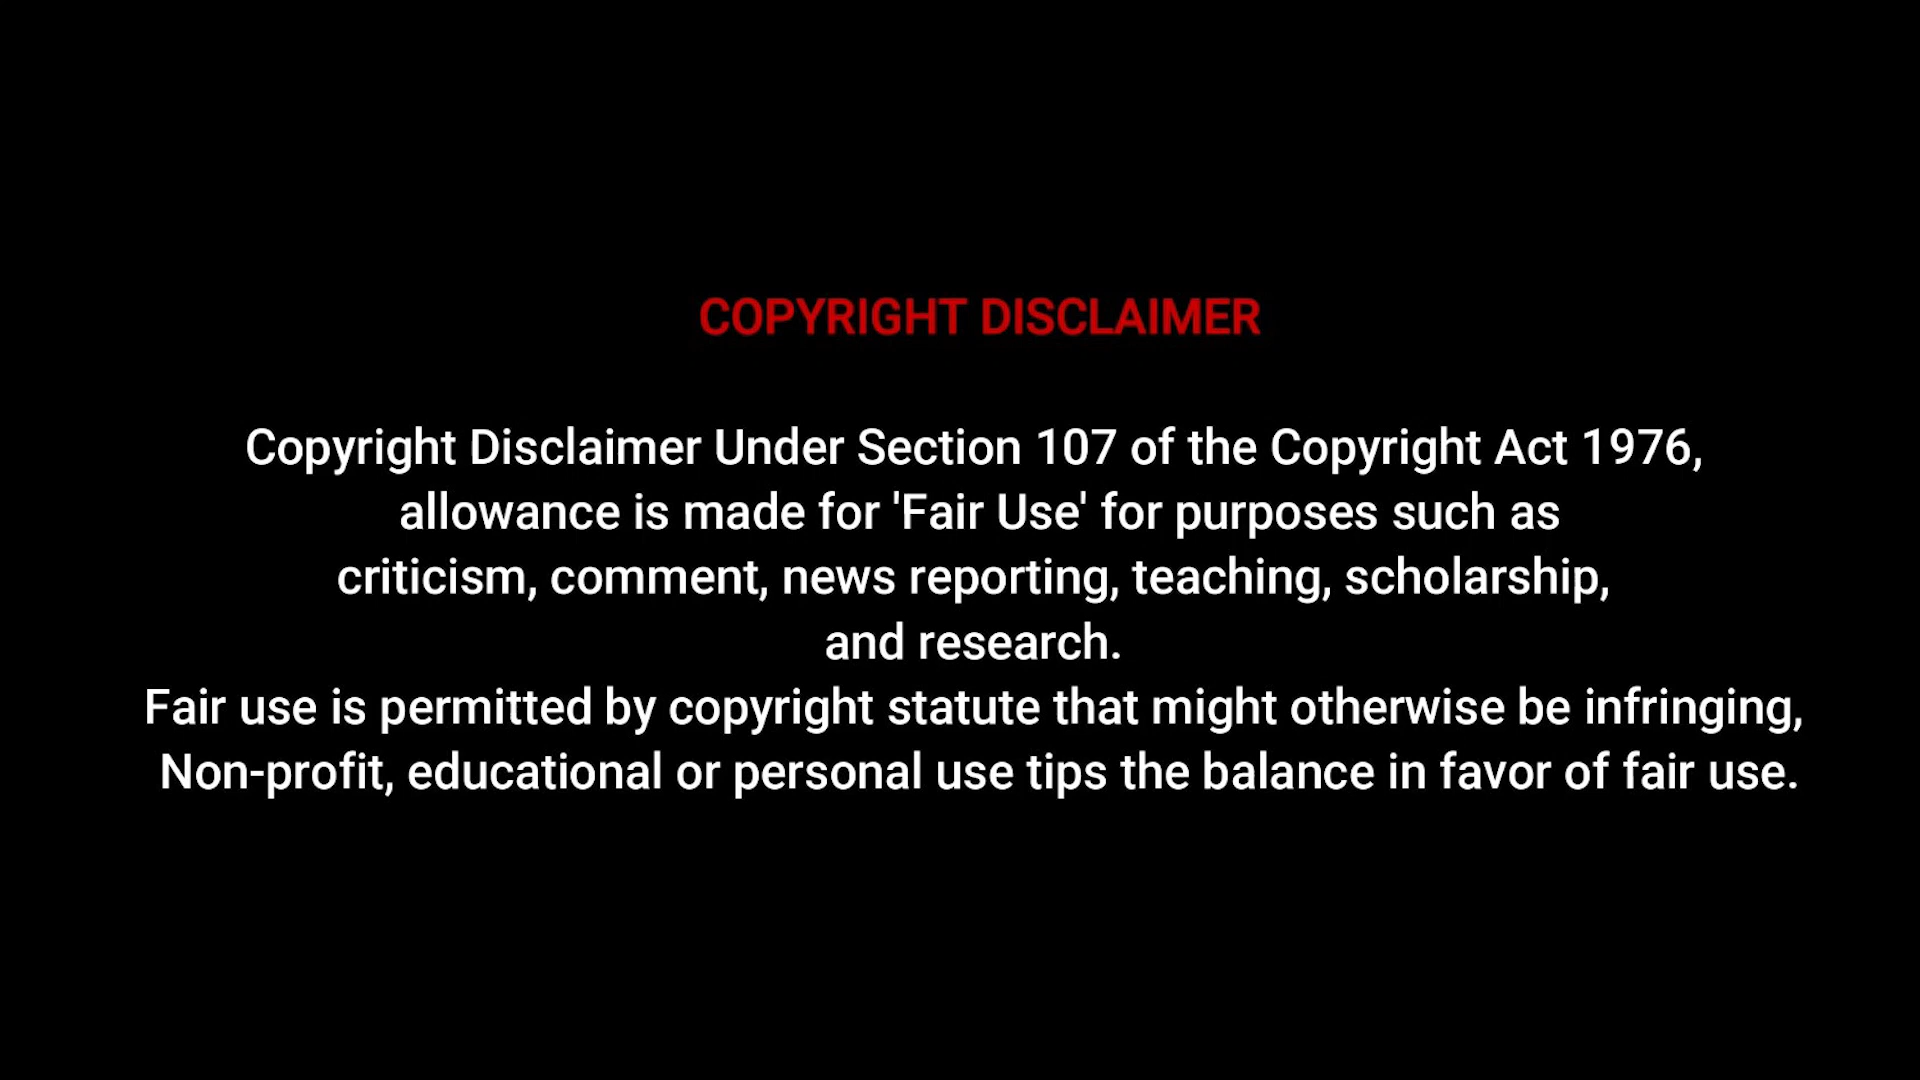 COPYRIGHT DISCLAIMER
Copyright Disclaimer Under Section 107 of the Copyright Act 1976,
allowance is made for 'Fair Use' for purposes such as
criticism, comment, news reporting, teaching, scholarship,
and research.
Fair use is permitted by copyright statute that might otherwise be infringing,
Non-profit, educational or personal use tips the balance in favor of fair use.